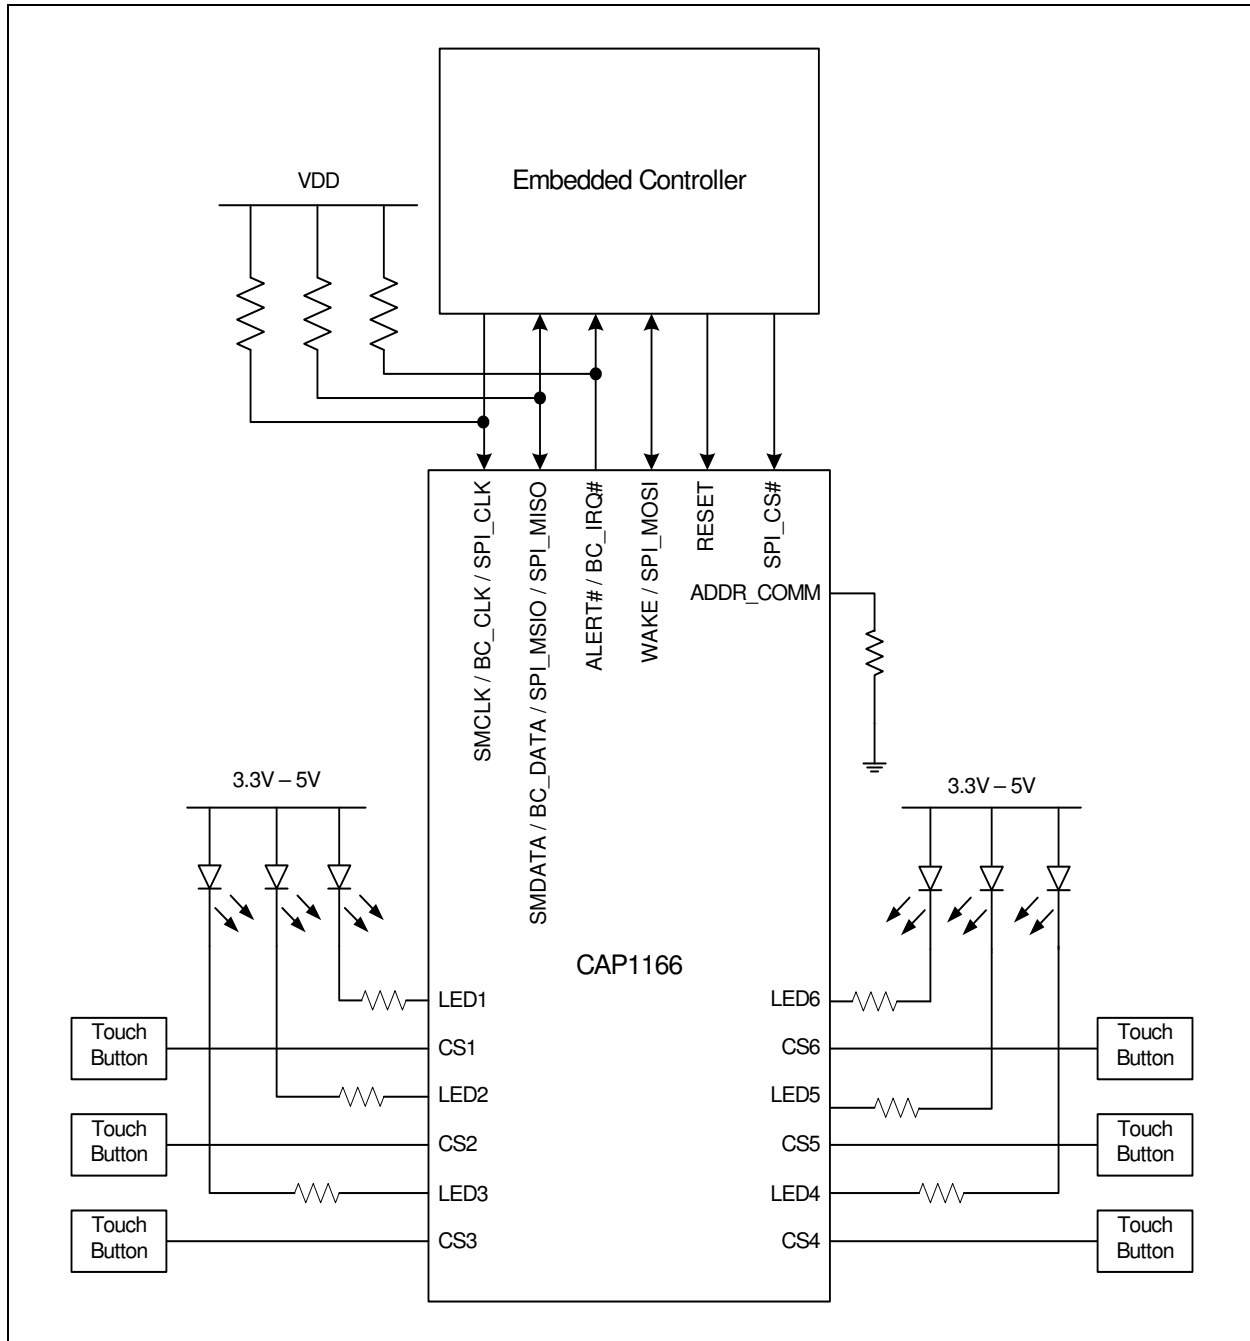 Embedded Controller
VDD
SMCLK / BC_CLK / SPI_CLK
SMDATA / BC_DATA / SPI_MSIO / SPI_MISO
ALERT# / BC_IRQ#
WAKE / SPI_MOSI
RESET
SPI_CS#
ADDR_COMM
3.3V – 5V
3.3V – 5V
CAP1166
LED1
LED6
Touch
Button
CS1
CS6
Touch
Button
LED2
LED5
Touch
Button
CS2
CS5
Touch
Button
LED3
LED4
Touch
Button
CS3
CS4
Touch
Button